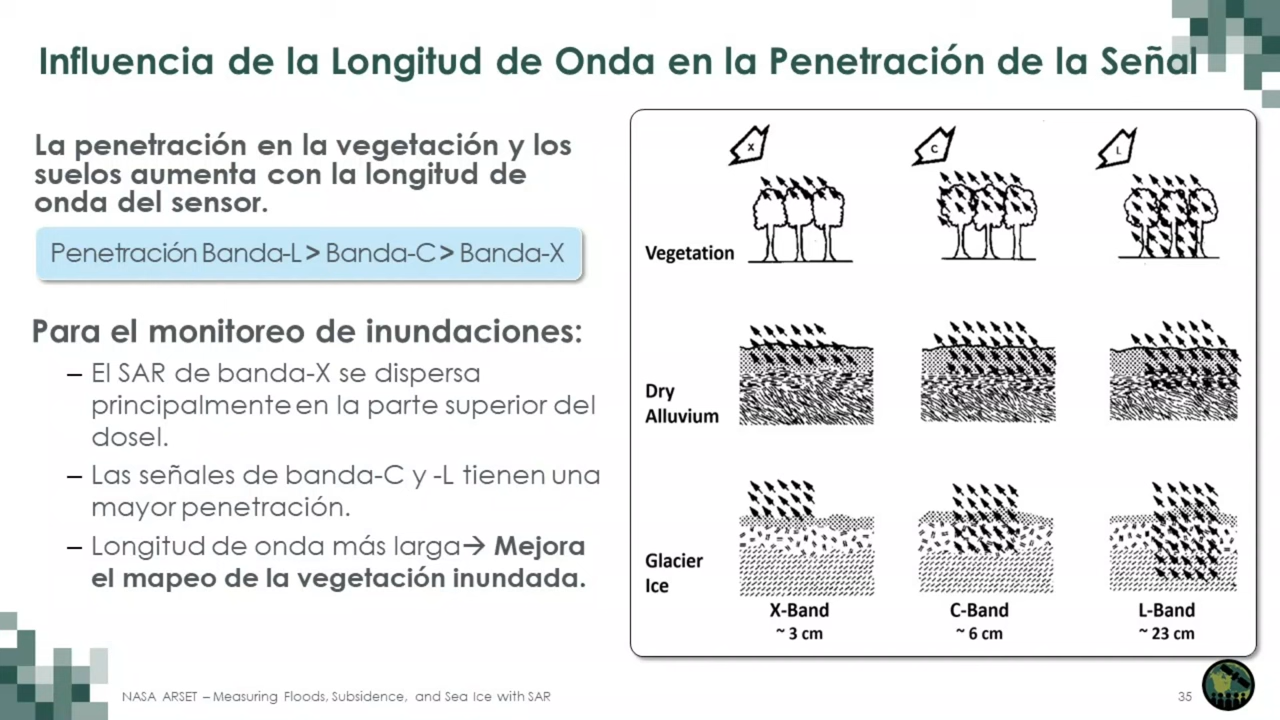 Influencia de la Longitud de Onda en la Penetración de la Señal
La penetración en la vegetación y los
suelos aumenta con la longitud de
onda del sensor.
Penetración Banda-L > Banda-C > Banda-X
Para el monitoreo de inundaciones:
– El SAR de banda-X se dispersa
principalmente en la parte superior del
dosel.
– Las señales de banda-C y -L tienen una
mayor penetración.
– Longitud de onda más larga→ Mejora
el mapeo de la vegetación inundada.
X
C
L
Vegetation
Dry
Alluvium
Glacier
Ice
X-Band
~ 3 cm
C-Band
~ 6 cm
L-Band
~ 23 cm
NASA ARSET – Measuring Floods, Subsidence, and Sea Ice with SAR
35